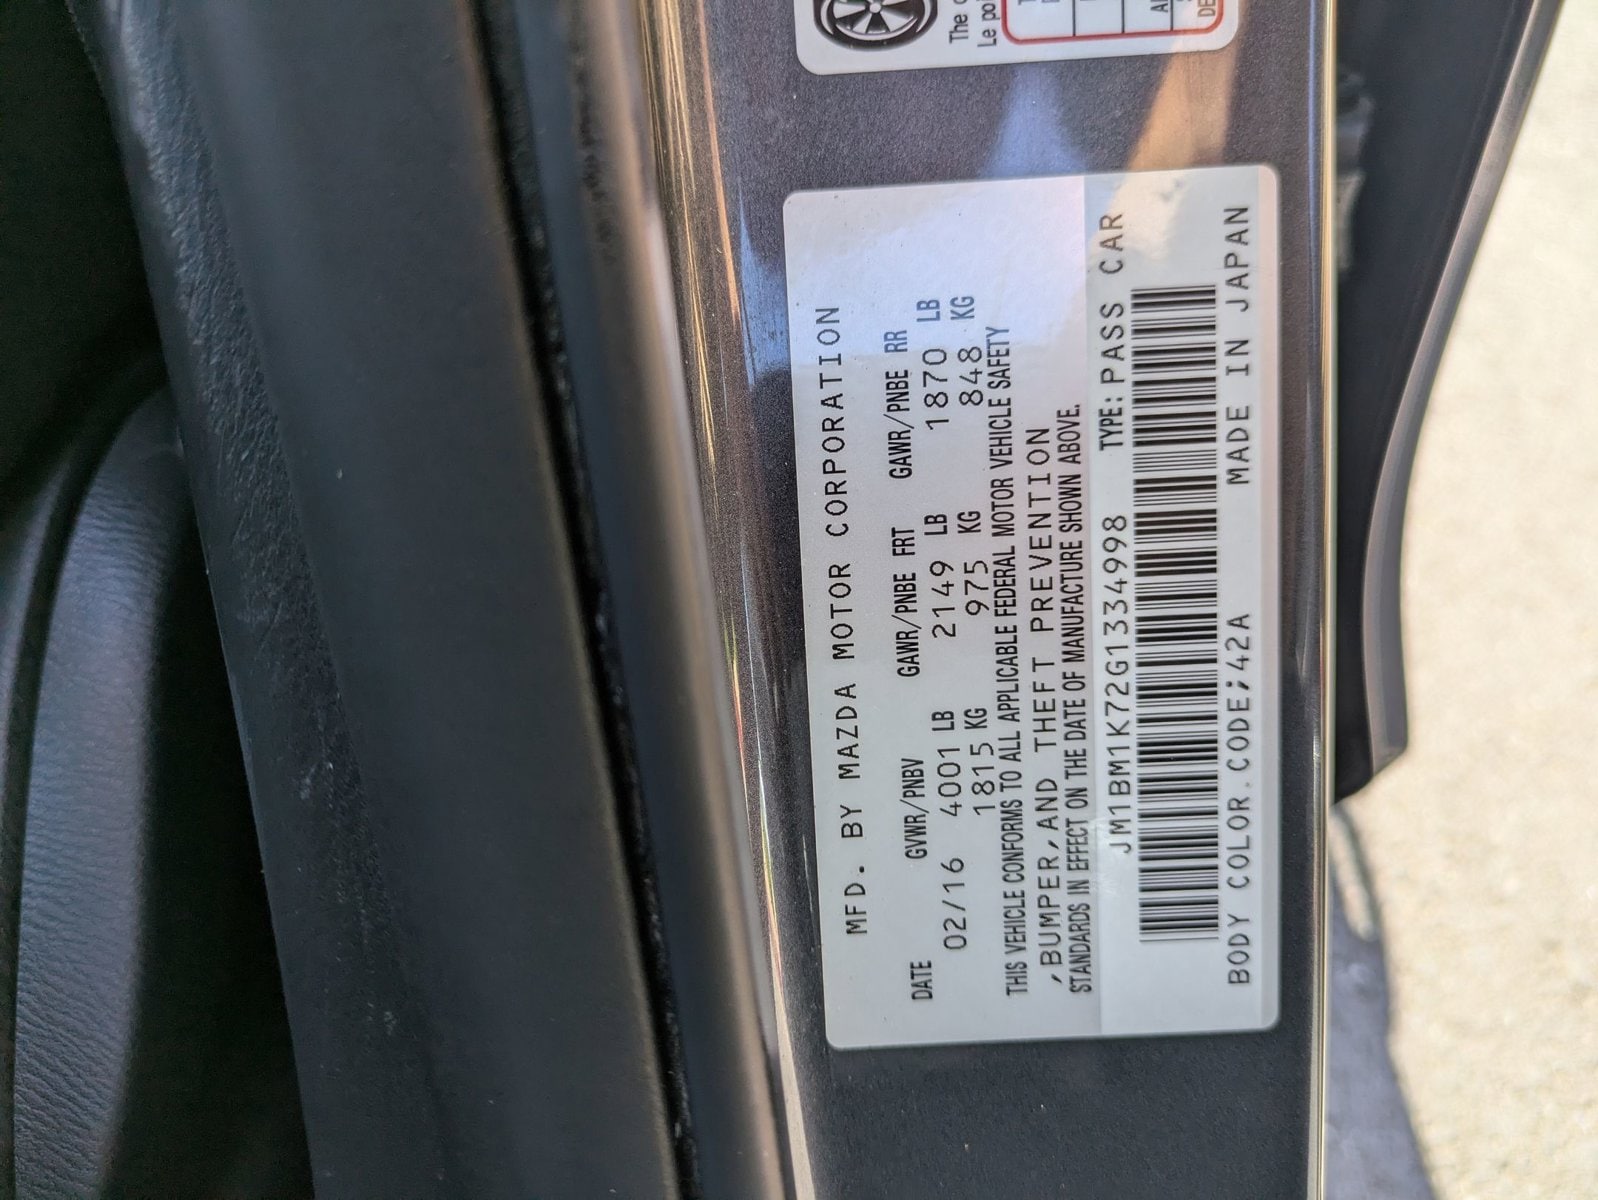 The
Le
MFD. BY MAZDA MOTOR CORPORATION
DATE GVWR/PNBV GAWR/PNBE FRT GAWR/PNBE RR
02/16 4001 LB 2149 LB 1870 LB
1815 KG 975 KG 848 KG
THIS VEHICLE CONFORMS TO ALL APPLICABLE FEDERAL MOTOR VEHICLE SAFETY
,BUMPER,AND THEFT PREVENTION
STANDARDS IN EFFECT ON THE DATE OF MANUFACTURE SHOWN ABOVE.
JM1BM1K72G1334998 TYPE: PASS CAR
BODY COLOR.CODE;42A MADE IN JAPAN